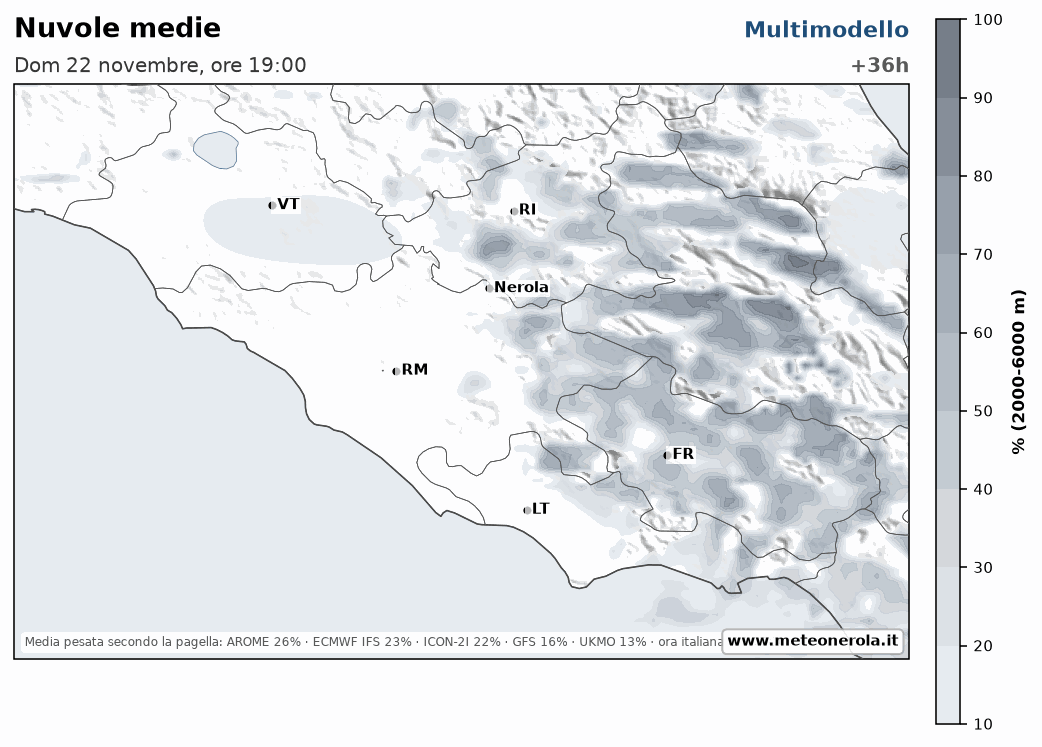 Nuvole medie
Multimodello
Dom 22 novembre, ore 19:00
+36h
VT
RI
Nerola
RM
FR
LT
Media pesata secondo la pagella: AROME 26% · ECMWF IFS 23% · ICON-2I 22% · GFS 16% · UKMO 13% · ora italiana
www.meteonerola.it
100
90
80
70
60
50
40
30
20
10
% (2000-6000 m)